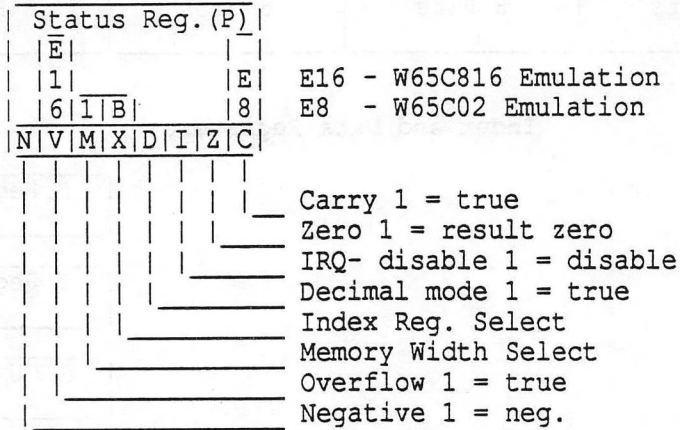 Status Reg.(P)
E
1 E E16 - W65C816 Emulation
6 1 B 8 E8 - W65C02 Emulation
N V M X D I Z C
Carry 1 = true
Zero 1 = result zero
IRQ- disable 1 = disable
Decimal mode 1 = true
Index Reg. Select
Memory Width Select
Overflow 1 = true
Negative 1 = neg.